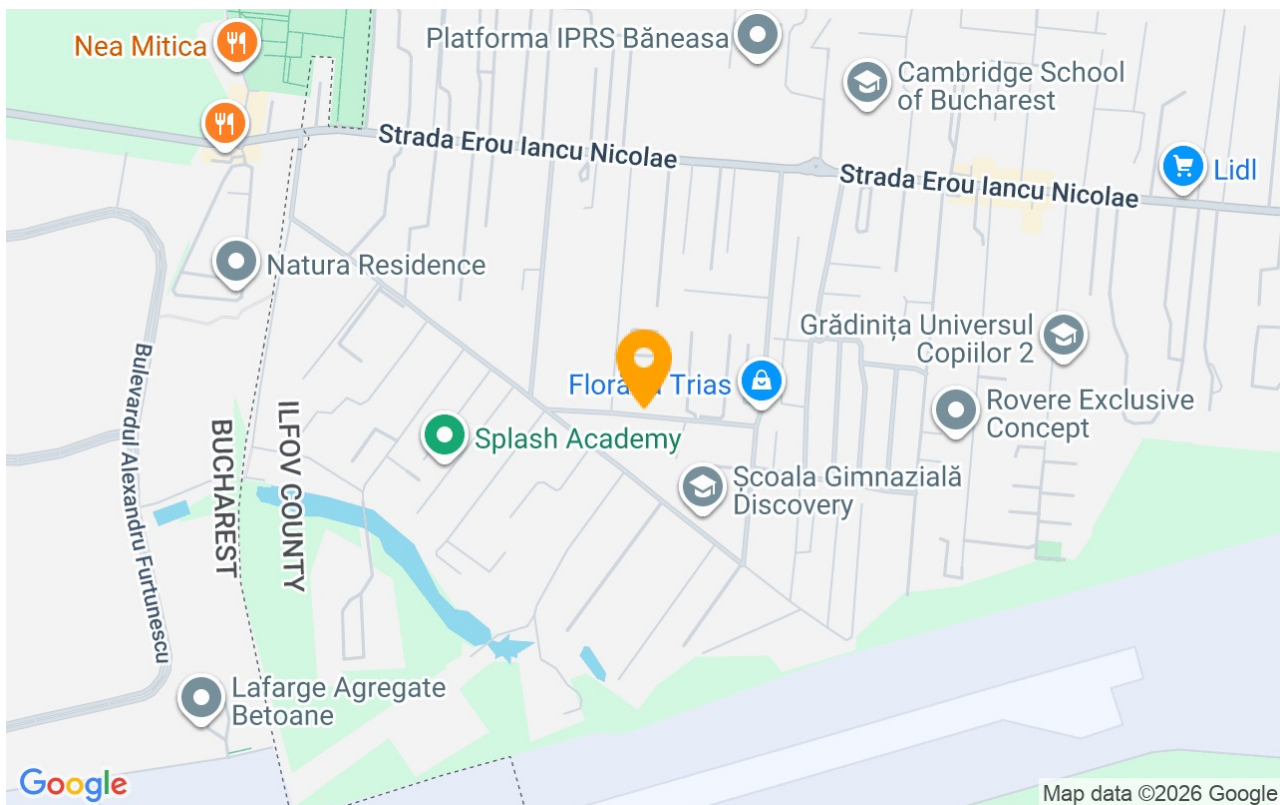 Nea Mitica
Platforma IPRS Băneasa
Cambridge School
of Bucharest
Strada Erou Iancu Nicolae
Strada Erou Iancu Nicolae
Lidl
Natura Residence
Grădinița Universul
Copiilor 2
Bulevardul Alexandru Furtunescu
BUCHAREST
ILFOV COUNTY
Trias
Rovere Exclusive
Concept
Splash Academy
Școala Gimnazială
Discovery
Lafarge Agregate
Betoane
Google
Map data ©2026 Google